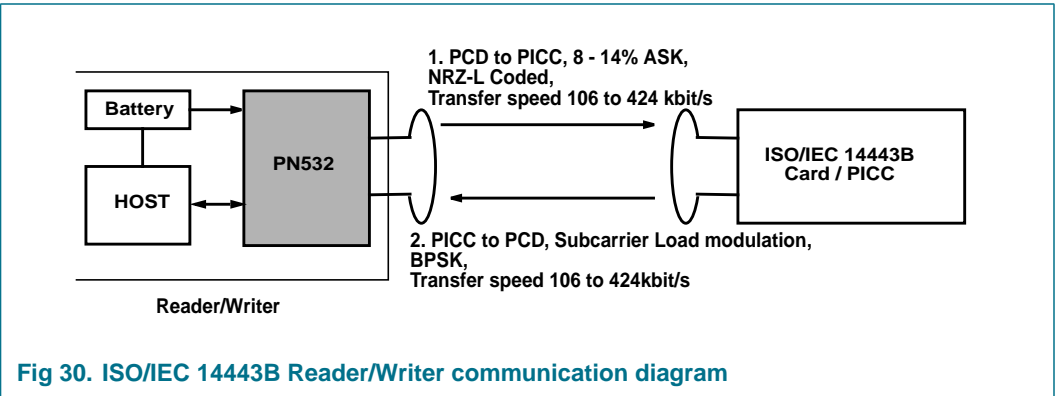 1. PCD to PICC, 8 - 14% ASK,
NRZ-L Coded,
Transfer speed 106 to 424 kbit/s
Battery
HOST
PN532
ISO/IEC 14443B
Card / PICC
2. PICC to PCD, Subcarrier Load modulation,
BPSK,
Transfer speed 106 to 424kbit/s
Reader/Writer
Fig 30. ISO/IEC 14443B Reader/Writer communication diagram